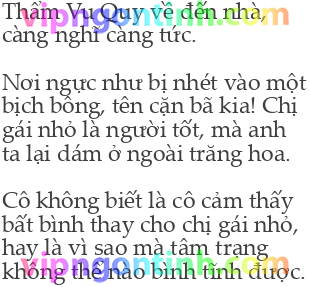 Thẩm Vu Quy về đến nhà,
càng nghĩ càng tức.
Nơi ngực như bị nhét vào một
bịch bông, tên cặn bã kia! Chị
gái nhỏ là người tốt, mà anh
ta lại dám ở ngoài trăng hoa.
Cô không biết là cô cảm thấy
bất bình thay cho chị gái nhỏ,
hay là vì sao mà tâm trạng
không thể nào bình tĩnh được.
vipngontinh.com
vipngontinh.com